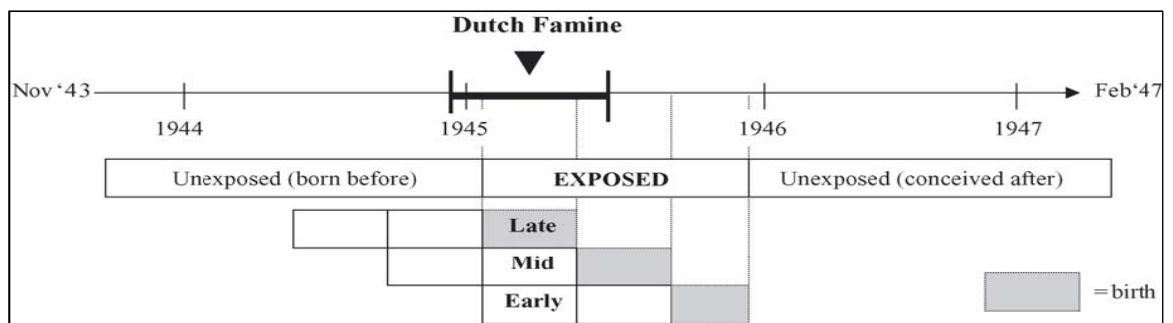 Dutch Famine
Nov ‘43
Feb‘47
1944
1945
1946
1947
Unexposed (born before)
EXPOSED
Unexposed (conceived after)
Late
Mid
Early
= birth